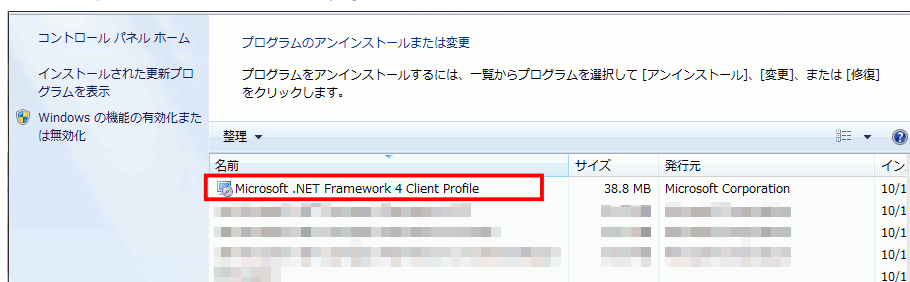 コントロール パネル ホーム
インストールされた更新プロ
グラムを表示
Windows の機能の有効化また
は無効化
プログラムのアンインストールまたは変更
プログラムをアンインストールするには、一覧からプログラムを選択して [アンインストール]、[変更]、または [修復]
をクリックします。
整理
名前 サイズ 発行元 イン
Microsoft .NET Framework 4 Client Profile 38.8 MB Microsoft Corporation 10/1
10/1
10/1
10/1
10/1